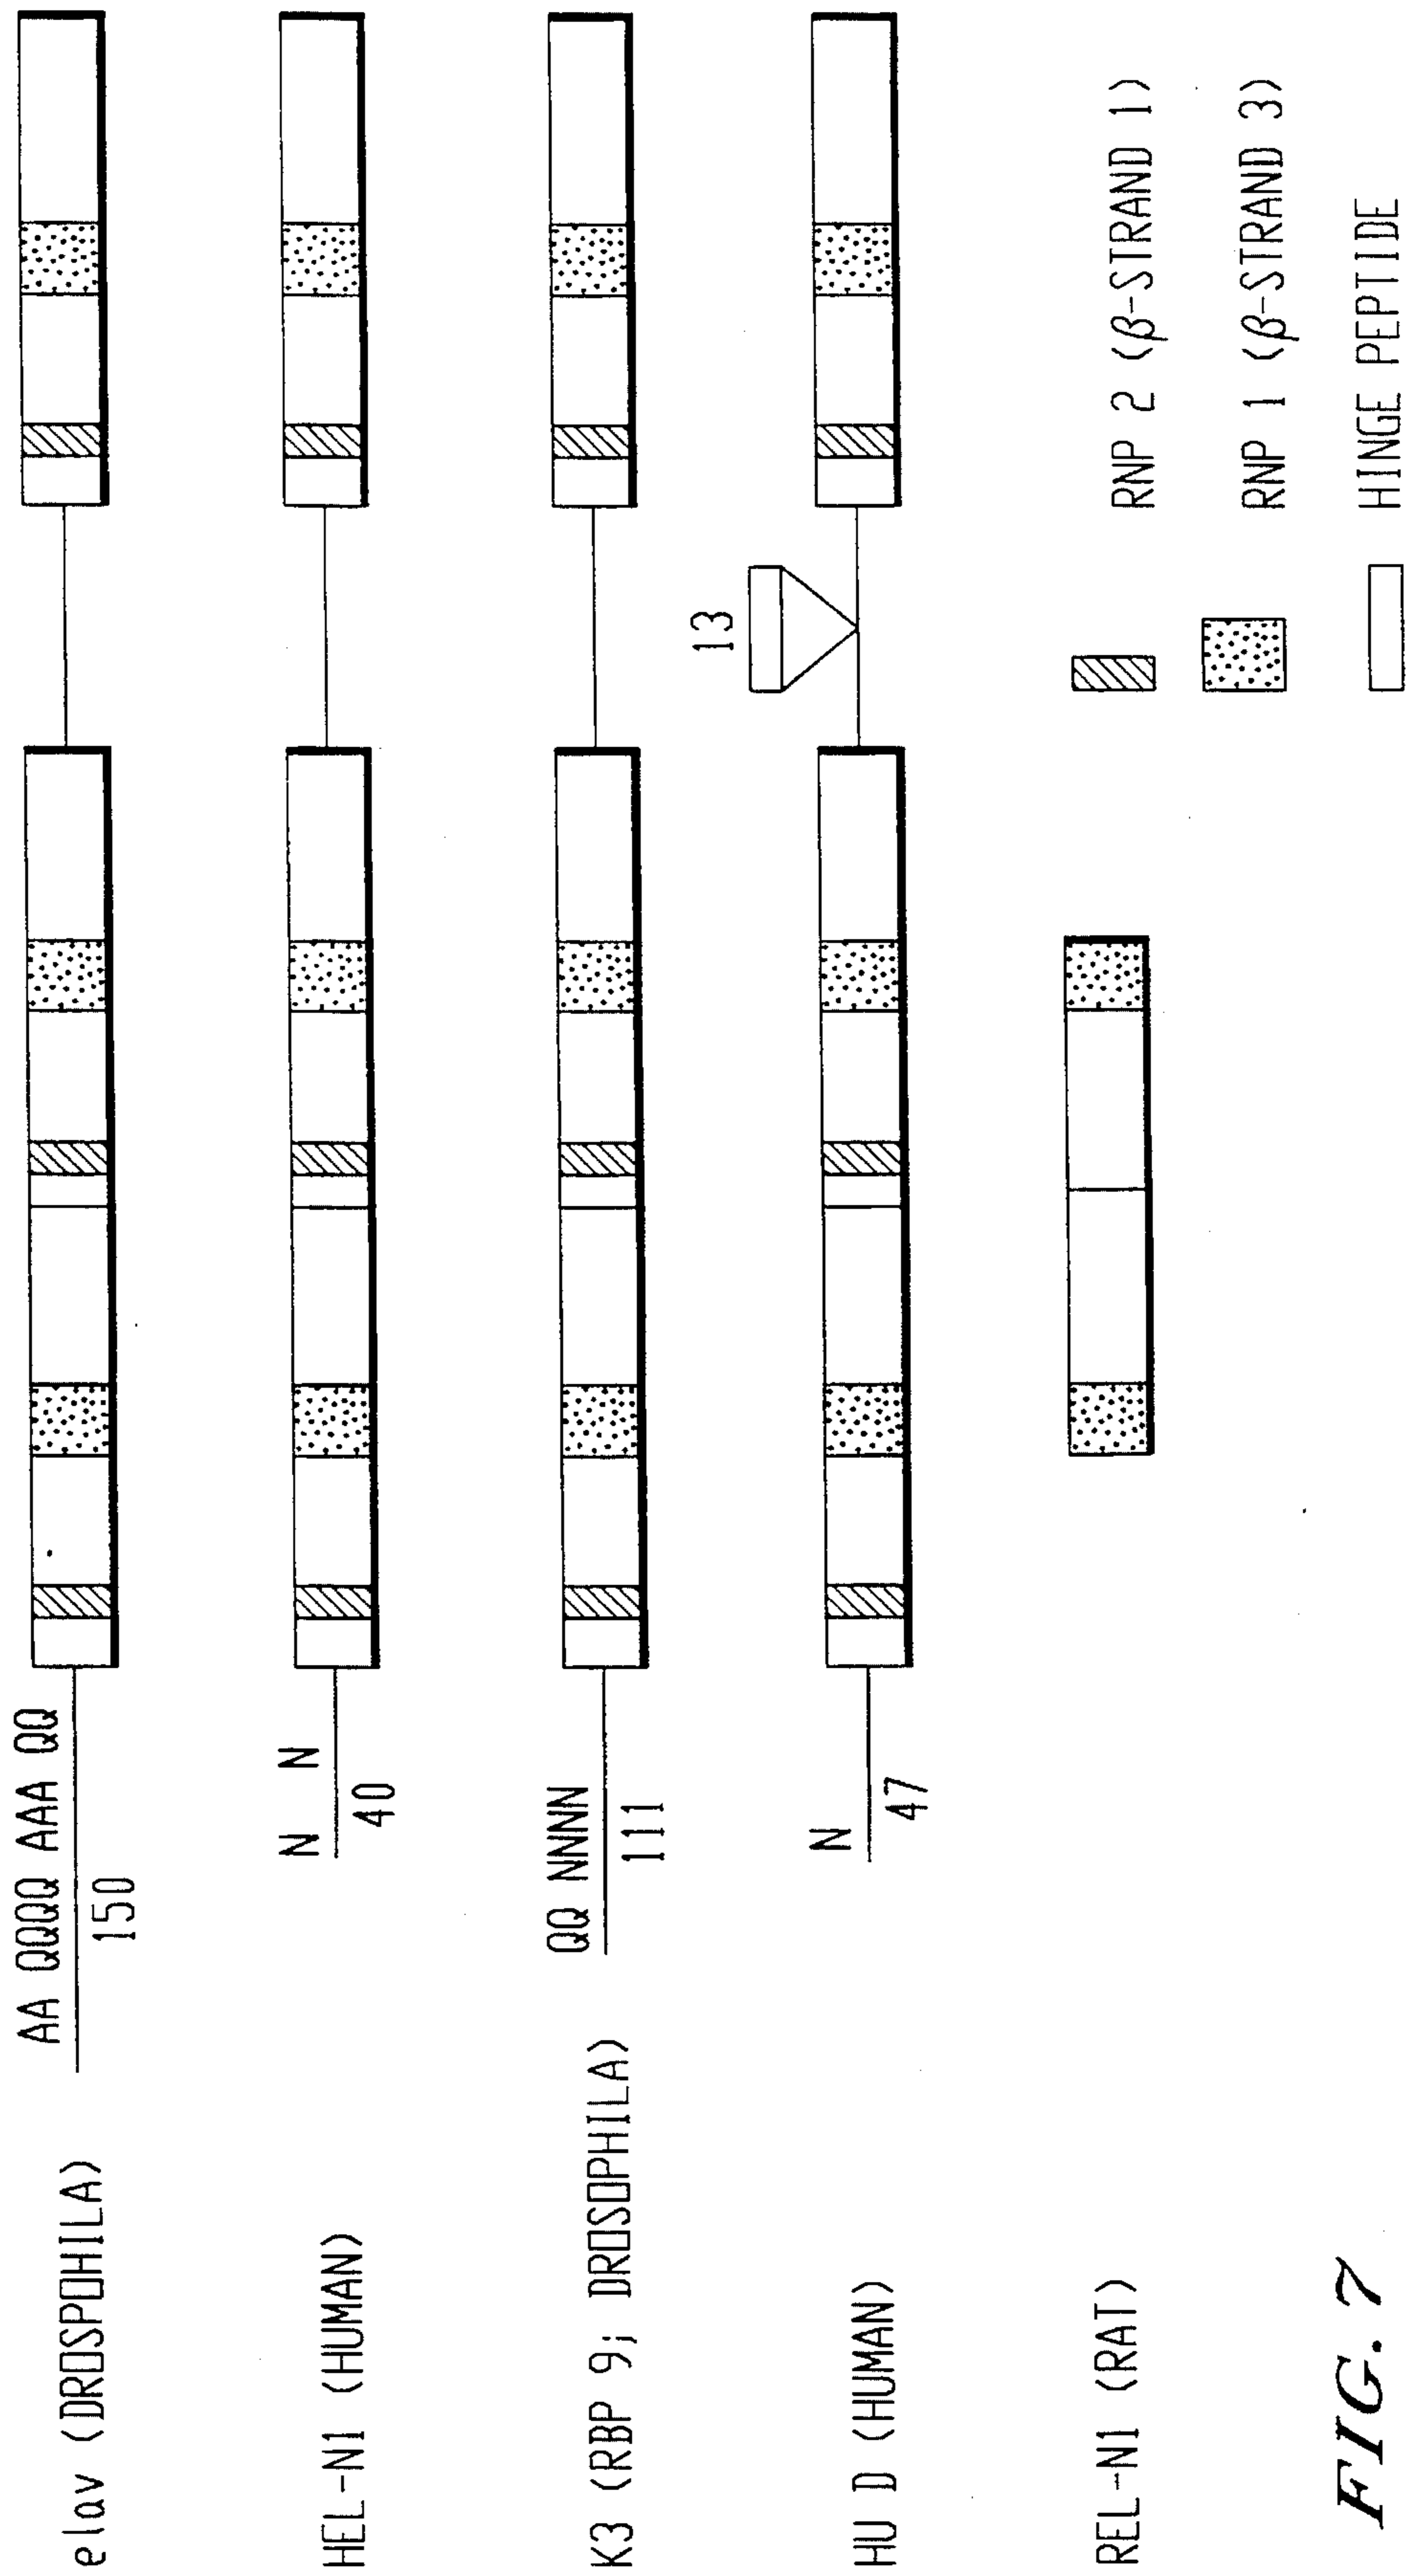 elav (DROSPOHILA)
AA QQQQ AAA QQ
150
HEL-N1 (HUMAN)
N N
40
K3 (RBP 9; DROSOPHILA)
QQ NNNN
111
HU D (HUMAN)
N
47
13
REL-N1 (RAT)
RNP 2 (β-STRAND 1)
RNP 1 (β-STRAND 3)
HINGE PEPTIDE
FIG. 7